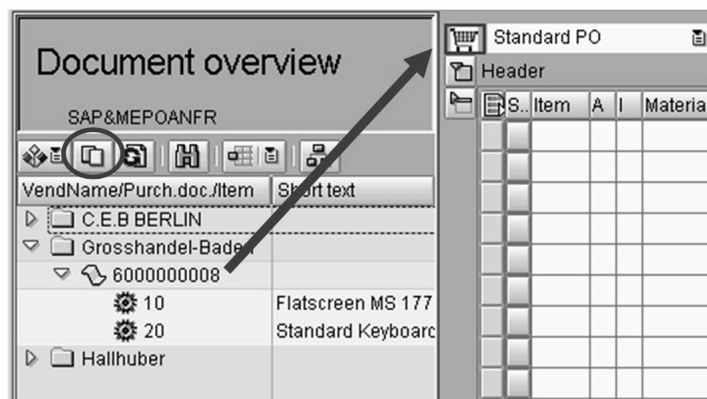 Document overview
SAP&MEPOANFR
VendName/Purch.doc./Item Short text
C.E.B BERLIN
Grosshandel-Baden
6000000008
10 Flatscreen MS 177
20 Standard Keyboard
Hallhuber
Standard PO
Header
S.. Item A I Materia